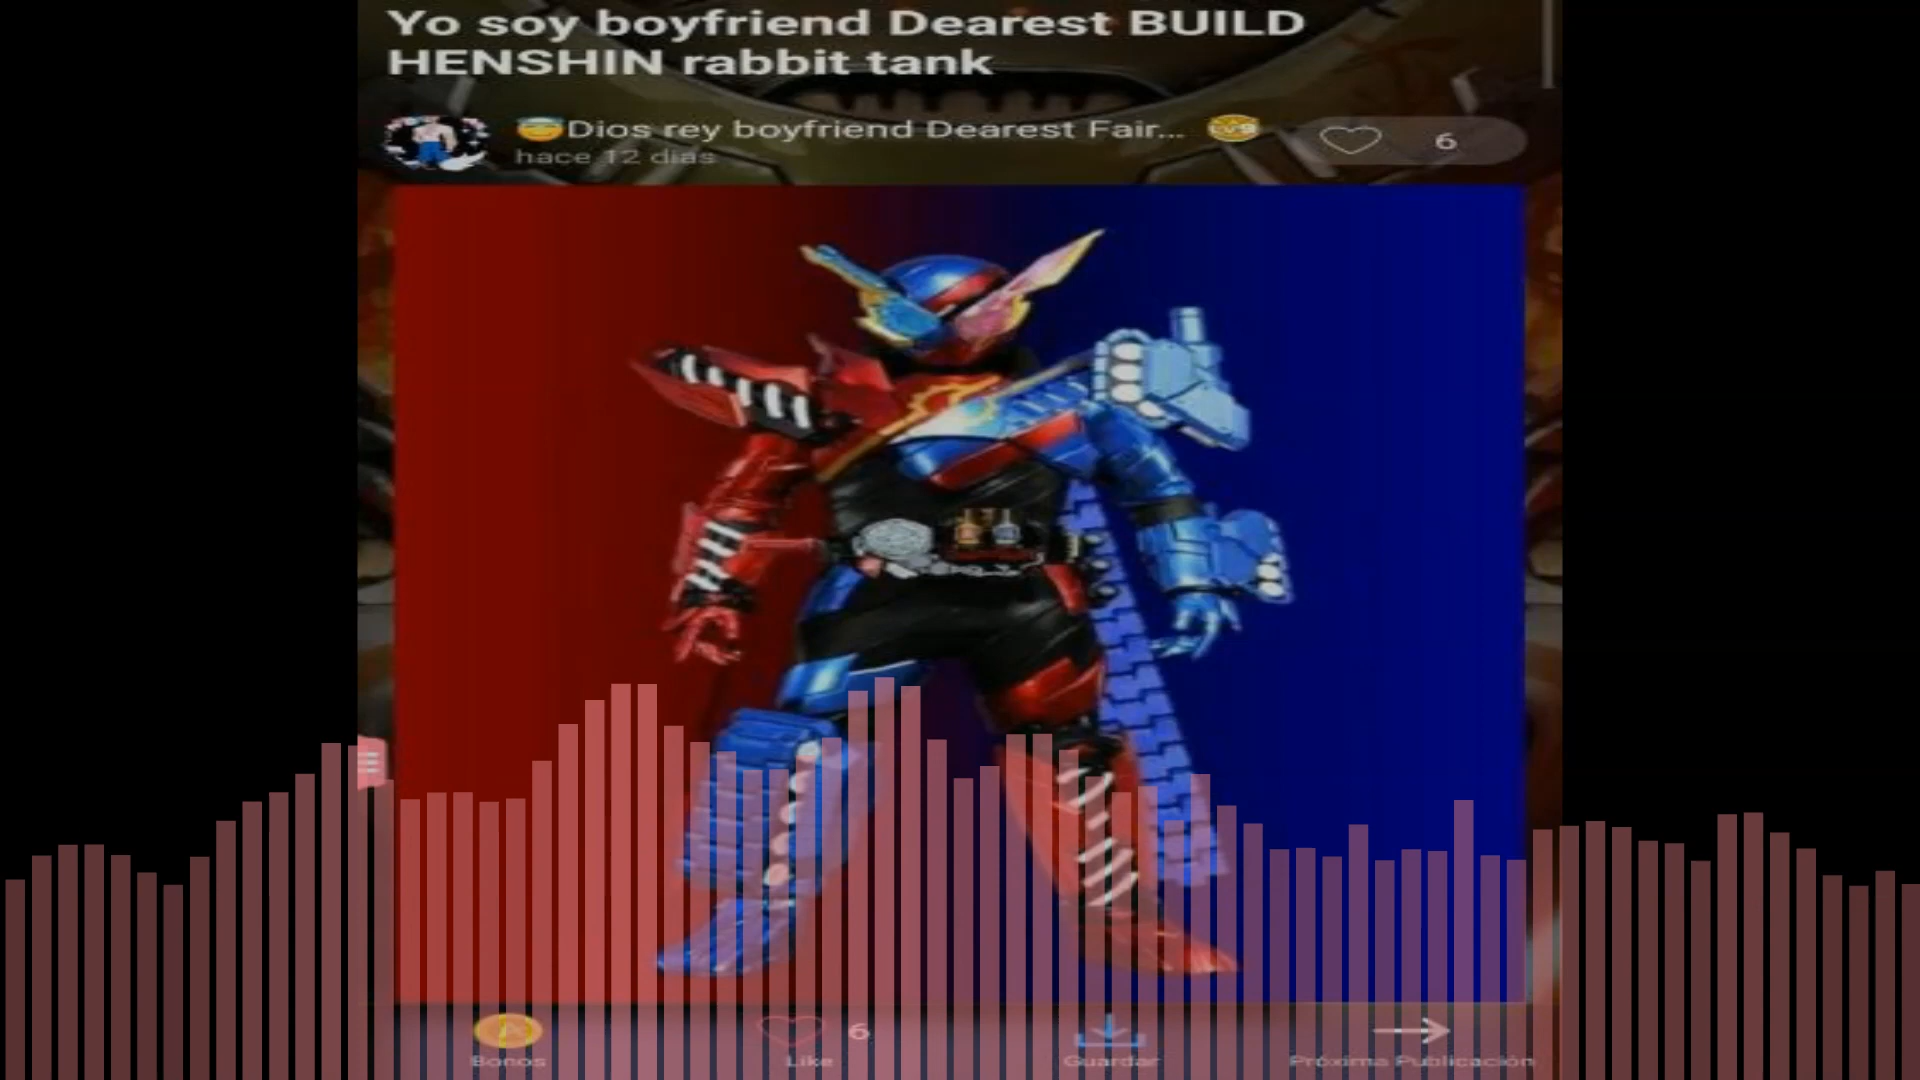 Yo soy boyfriend Dearest BUILD
HENSHIN rabbit tank
Dios rey boyfriend Dearest Fair...
hace 12 días
6
Bonos
Like
6
Guardar
Próxima Publicación